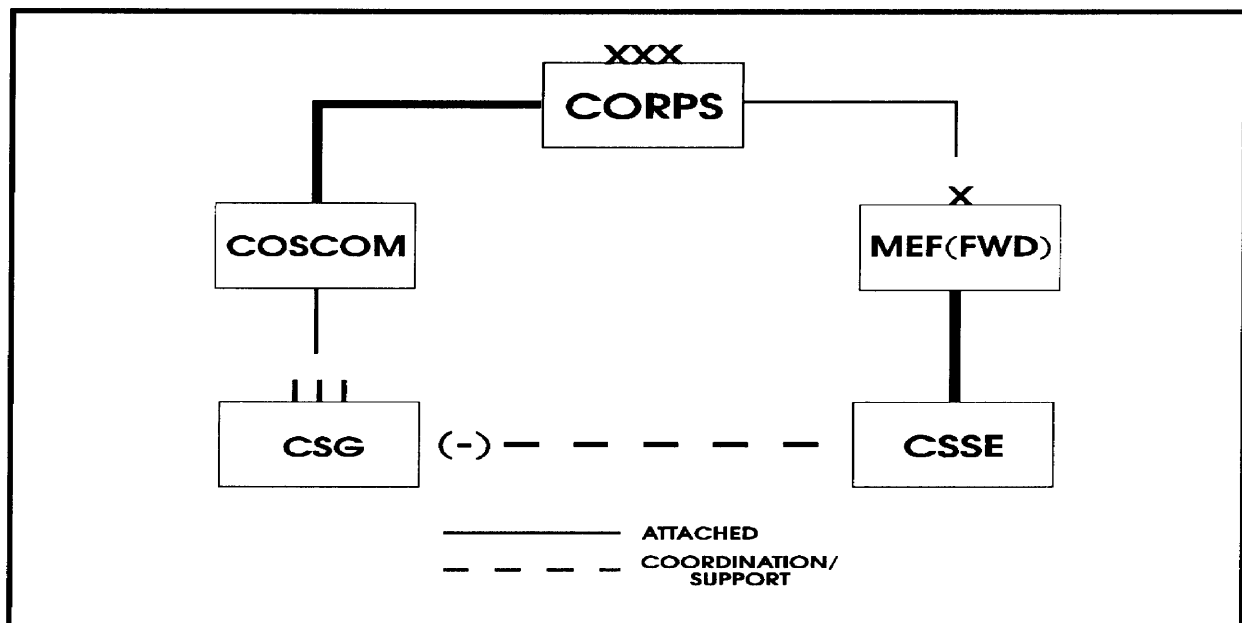 XXX
CORPS
X
COSCOM
MEF(FWD)
III
CSG
(-)
CSSE
ATTACHED
COORDINATION/
SUPPORT